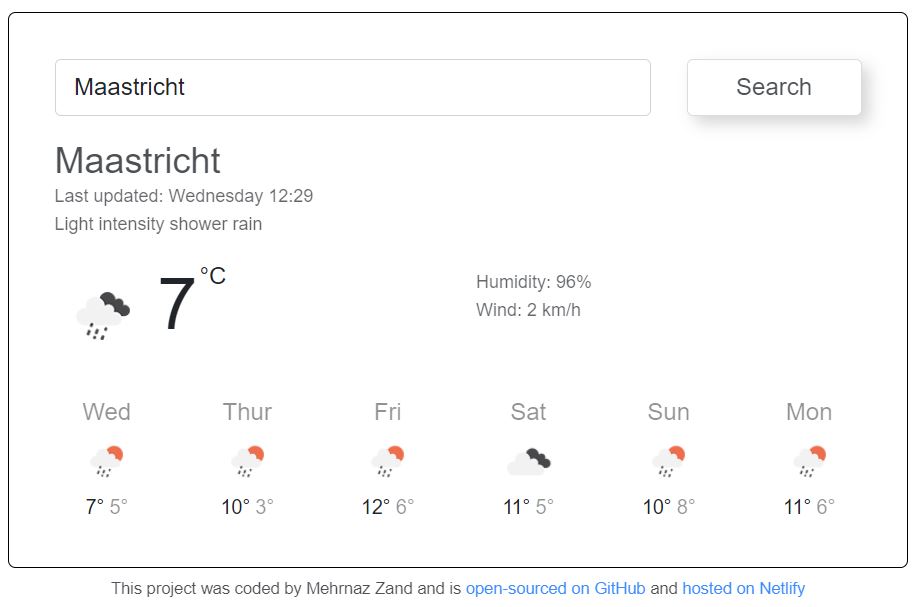 Maastricht
Search
Maastricht
Last updated: Wednesday 12:29
Light intensity shower rain
7 °C
Humidity: 96%
Wind: 2 km/h
Wed Thur Fri Sat Sun Mon
7° 5° 10° 3° 12° 6° 11° 5° 10° 8° 11° 6°
This project was coded by Mehrnaz Zand and is open-sourced on GitHub and hosted on Netlify